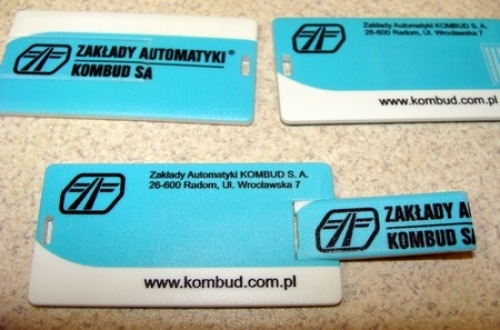 ZAKŁADY AUTOMATYKI®
KOMBUD SA
Zakłady Automatyki KOMBUD S. A.
26-600 Radom, Ul. Wrocławska 7
www.kombud.com.pl
Zakłady Automatyki KOMBUD S. A.
26-600 Radom, Ul. Wrocławska 7
www.kombud.com.pl
ZAKŁADY A
KOMBUD SA